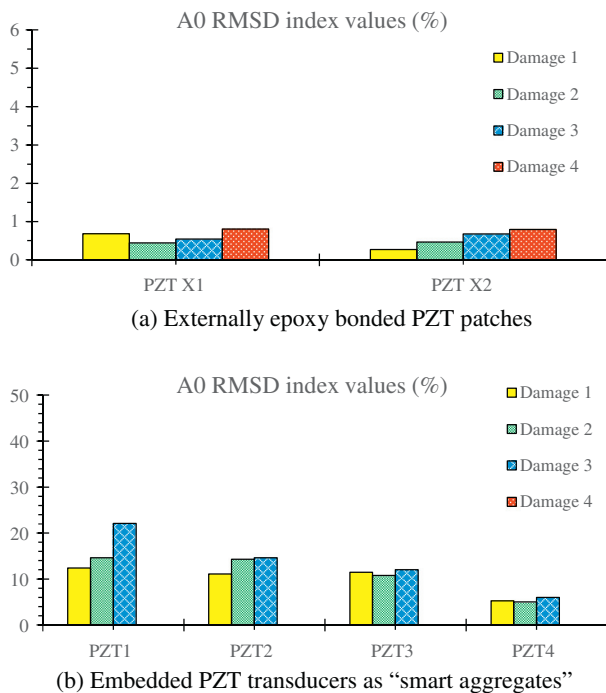 A0 RMSD index values (%)
6
5
4
3
2
1
0
Damage 1
Damage 2
Damage 3
Damage 4
PZT X1 PZT X2
(a) Externally epoxy bonded PZT patches
A0 RMSD index values (%)
50
40
30
20
10
0
Damage 1
Damage 2
Damage 3
Damage 4
PZT1 PZT2 PZT3 PZT4
(b) Embedded PZT transducers as “smart aggregates”